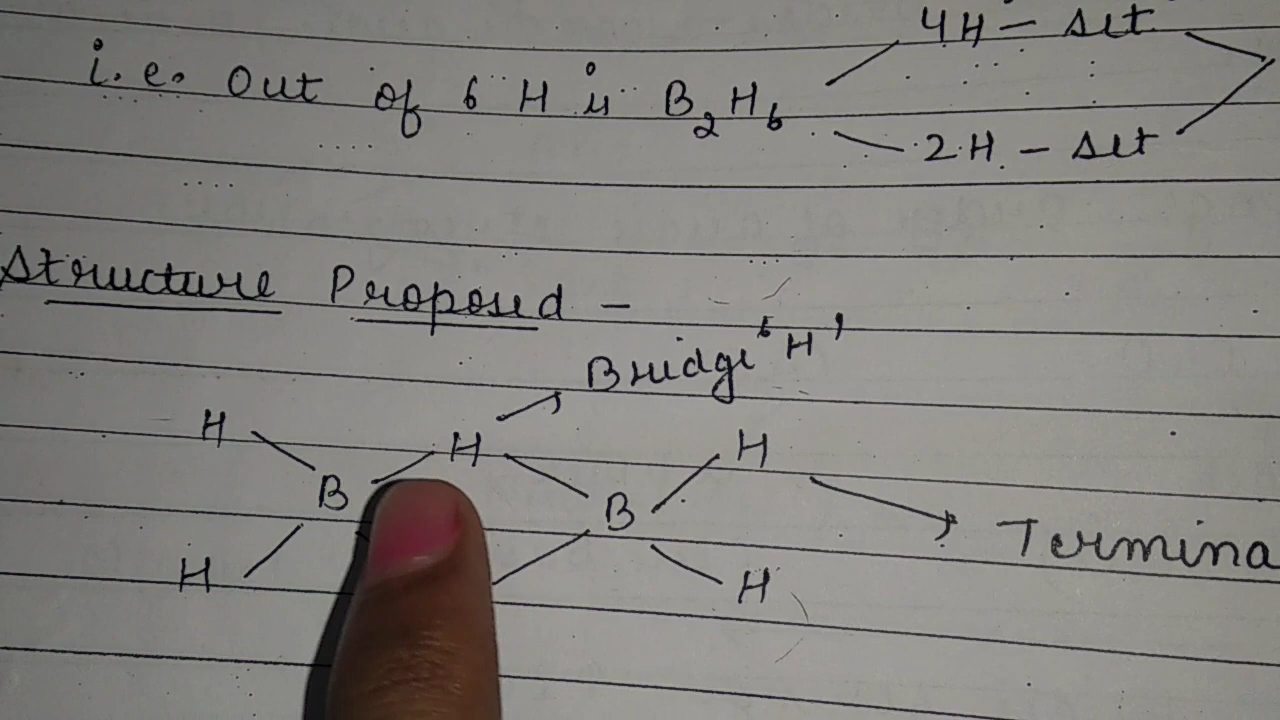 4H - set
i.e. Out of 6 H in B2H6
2H - set
Structure Proposed -
Bridge 'H'
H H H
B B
H H
Termina